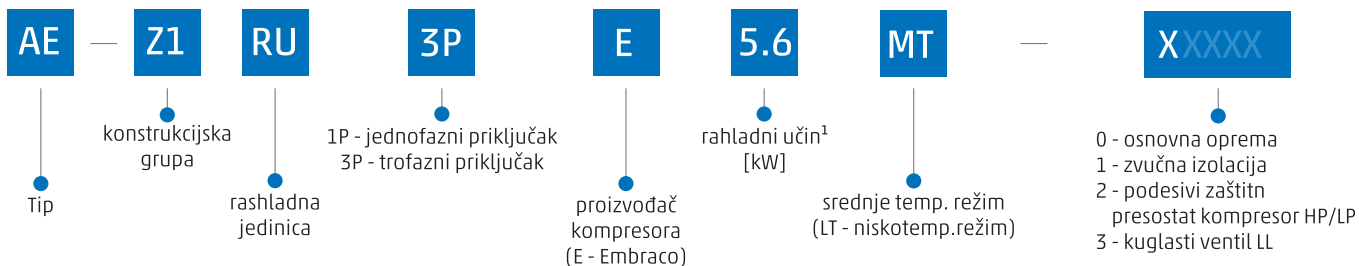 AE — Z1 RU 3P E 5.6 MT — XXXXX
Tip
konstrukcijska
grupa
rashladna
jedinica
1P - jednofazni priključak
3P - trofazni priključak
proizvođač
kompresora
(E - Embraco)
rahladni učin¹
[kW]
srednje temp. režim
(LT - niskotemp.režim)
0 - osnovna oprema
1 - zvučna izolacija
2 - podesivi zaštitn
presostat kompresor HP/LP
3 - kuglasti ventil LL